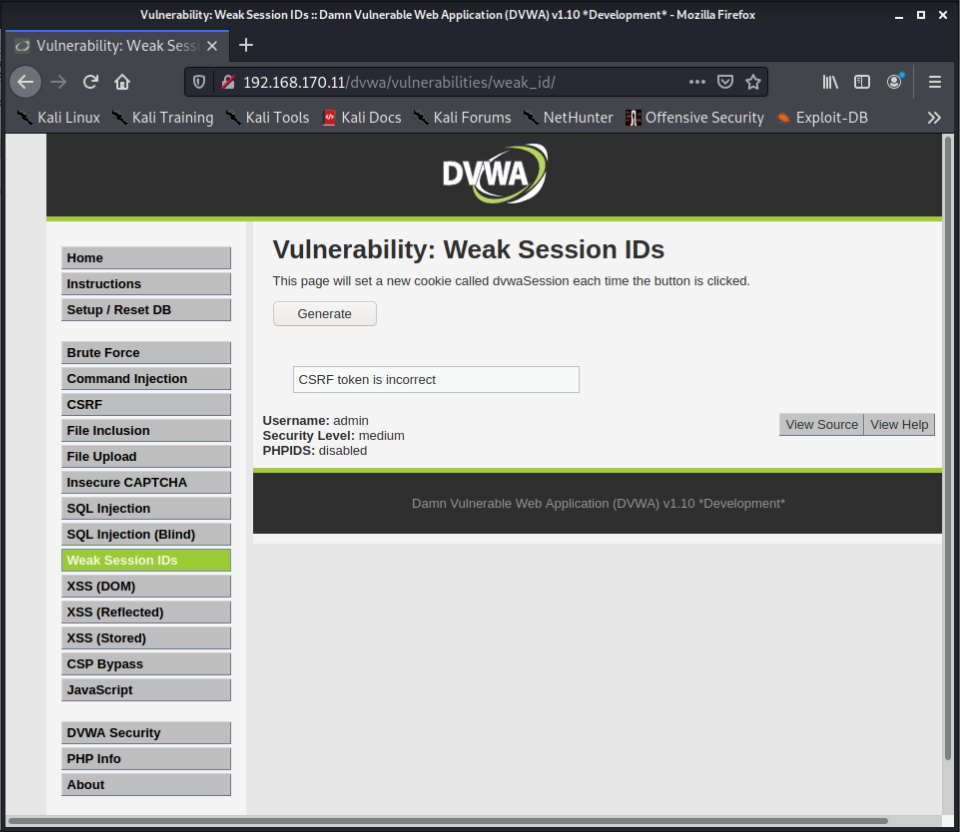 Vulnerability: Weak Session IDs :: Damn Vulnerable Web Application (DVWA) v1.10 *Development* - Mozilla Firefox
Vulnerability: Weak Sess
192.168.170.11/dvwa/vulnerabilities/weak_id/
Kali Linux Kali Training Kali Tools Kali Docs Kali Forums NetHunter Offensive Security Exploit-DB
DVWA
Home
Instructions
Setup / Reset DB
Brute Force
Command Injection
CSRF
File Inclusion
File Upload
Insecure CAPTCHA
SQL Injection
SQL Injection (Blind)
Weak Session IDs
XSS (DOM)
XSS (Reflected)
XSS (Stored)
CSP Bypass
JavaScript
DVWA Security
PHP Info
About
Vulnerability: Weak Session IDs
This page will set a new cookie called dvwaSession each time the button is clicked.
Generate
CSRF token is incorrect
Username: admin
Security Level: medium
PHPIDS: disabled
View Source View Help
Damn Vulnerable Web Application (DVWA) v1.10 *Development*